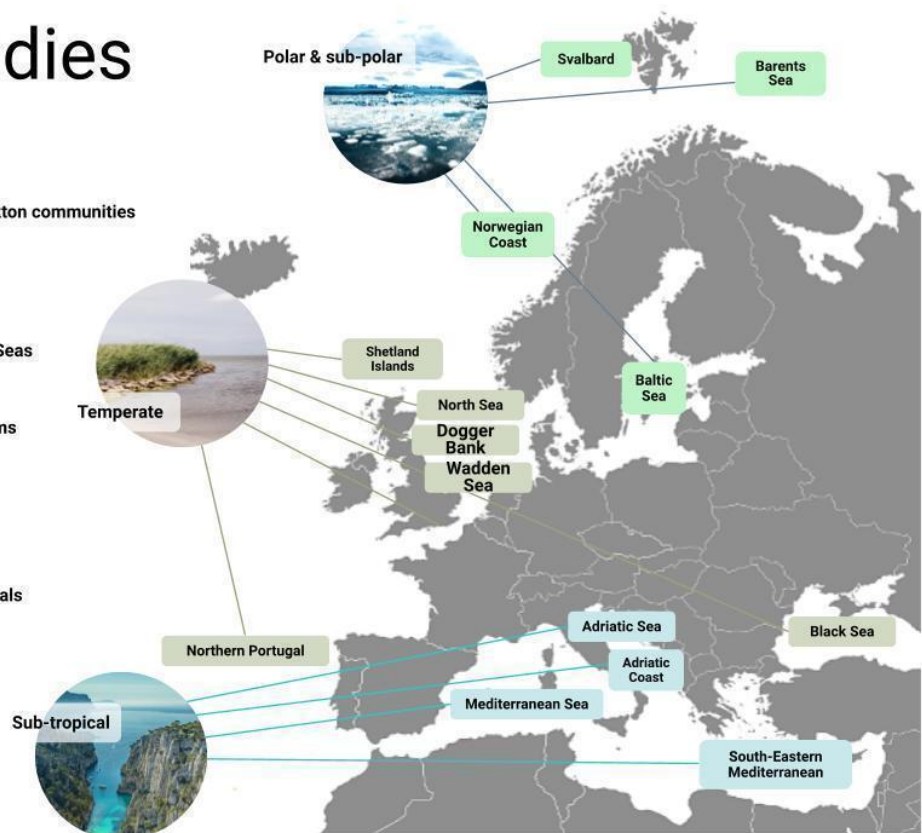 dies
Polar & sub-polar
Svalbard
Barents
Sea
ton communities
Norwegian
Coast
Seas
Shetland
Islands
Baltic
Sea
Temperate
North Sea
ms
Dogger
Bank
Wadden
Sea
als
Adriatic Sea
Black Sea
Northern Portugal
Adriatic
Coast
Mediterranean Sea
Sub-tropical
South-Eastern
Mediterranean